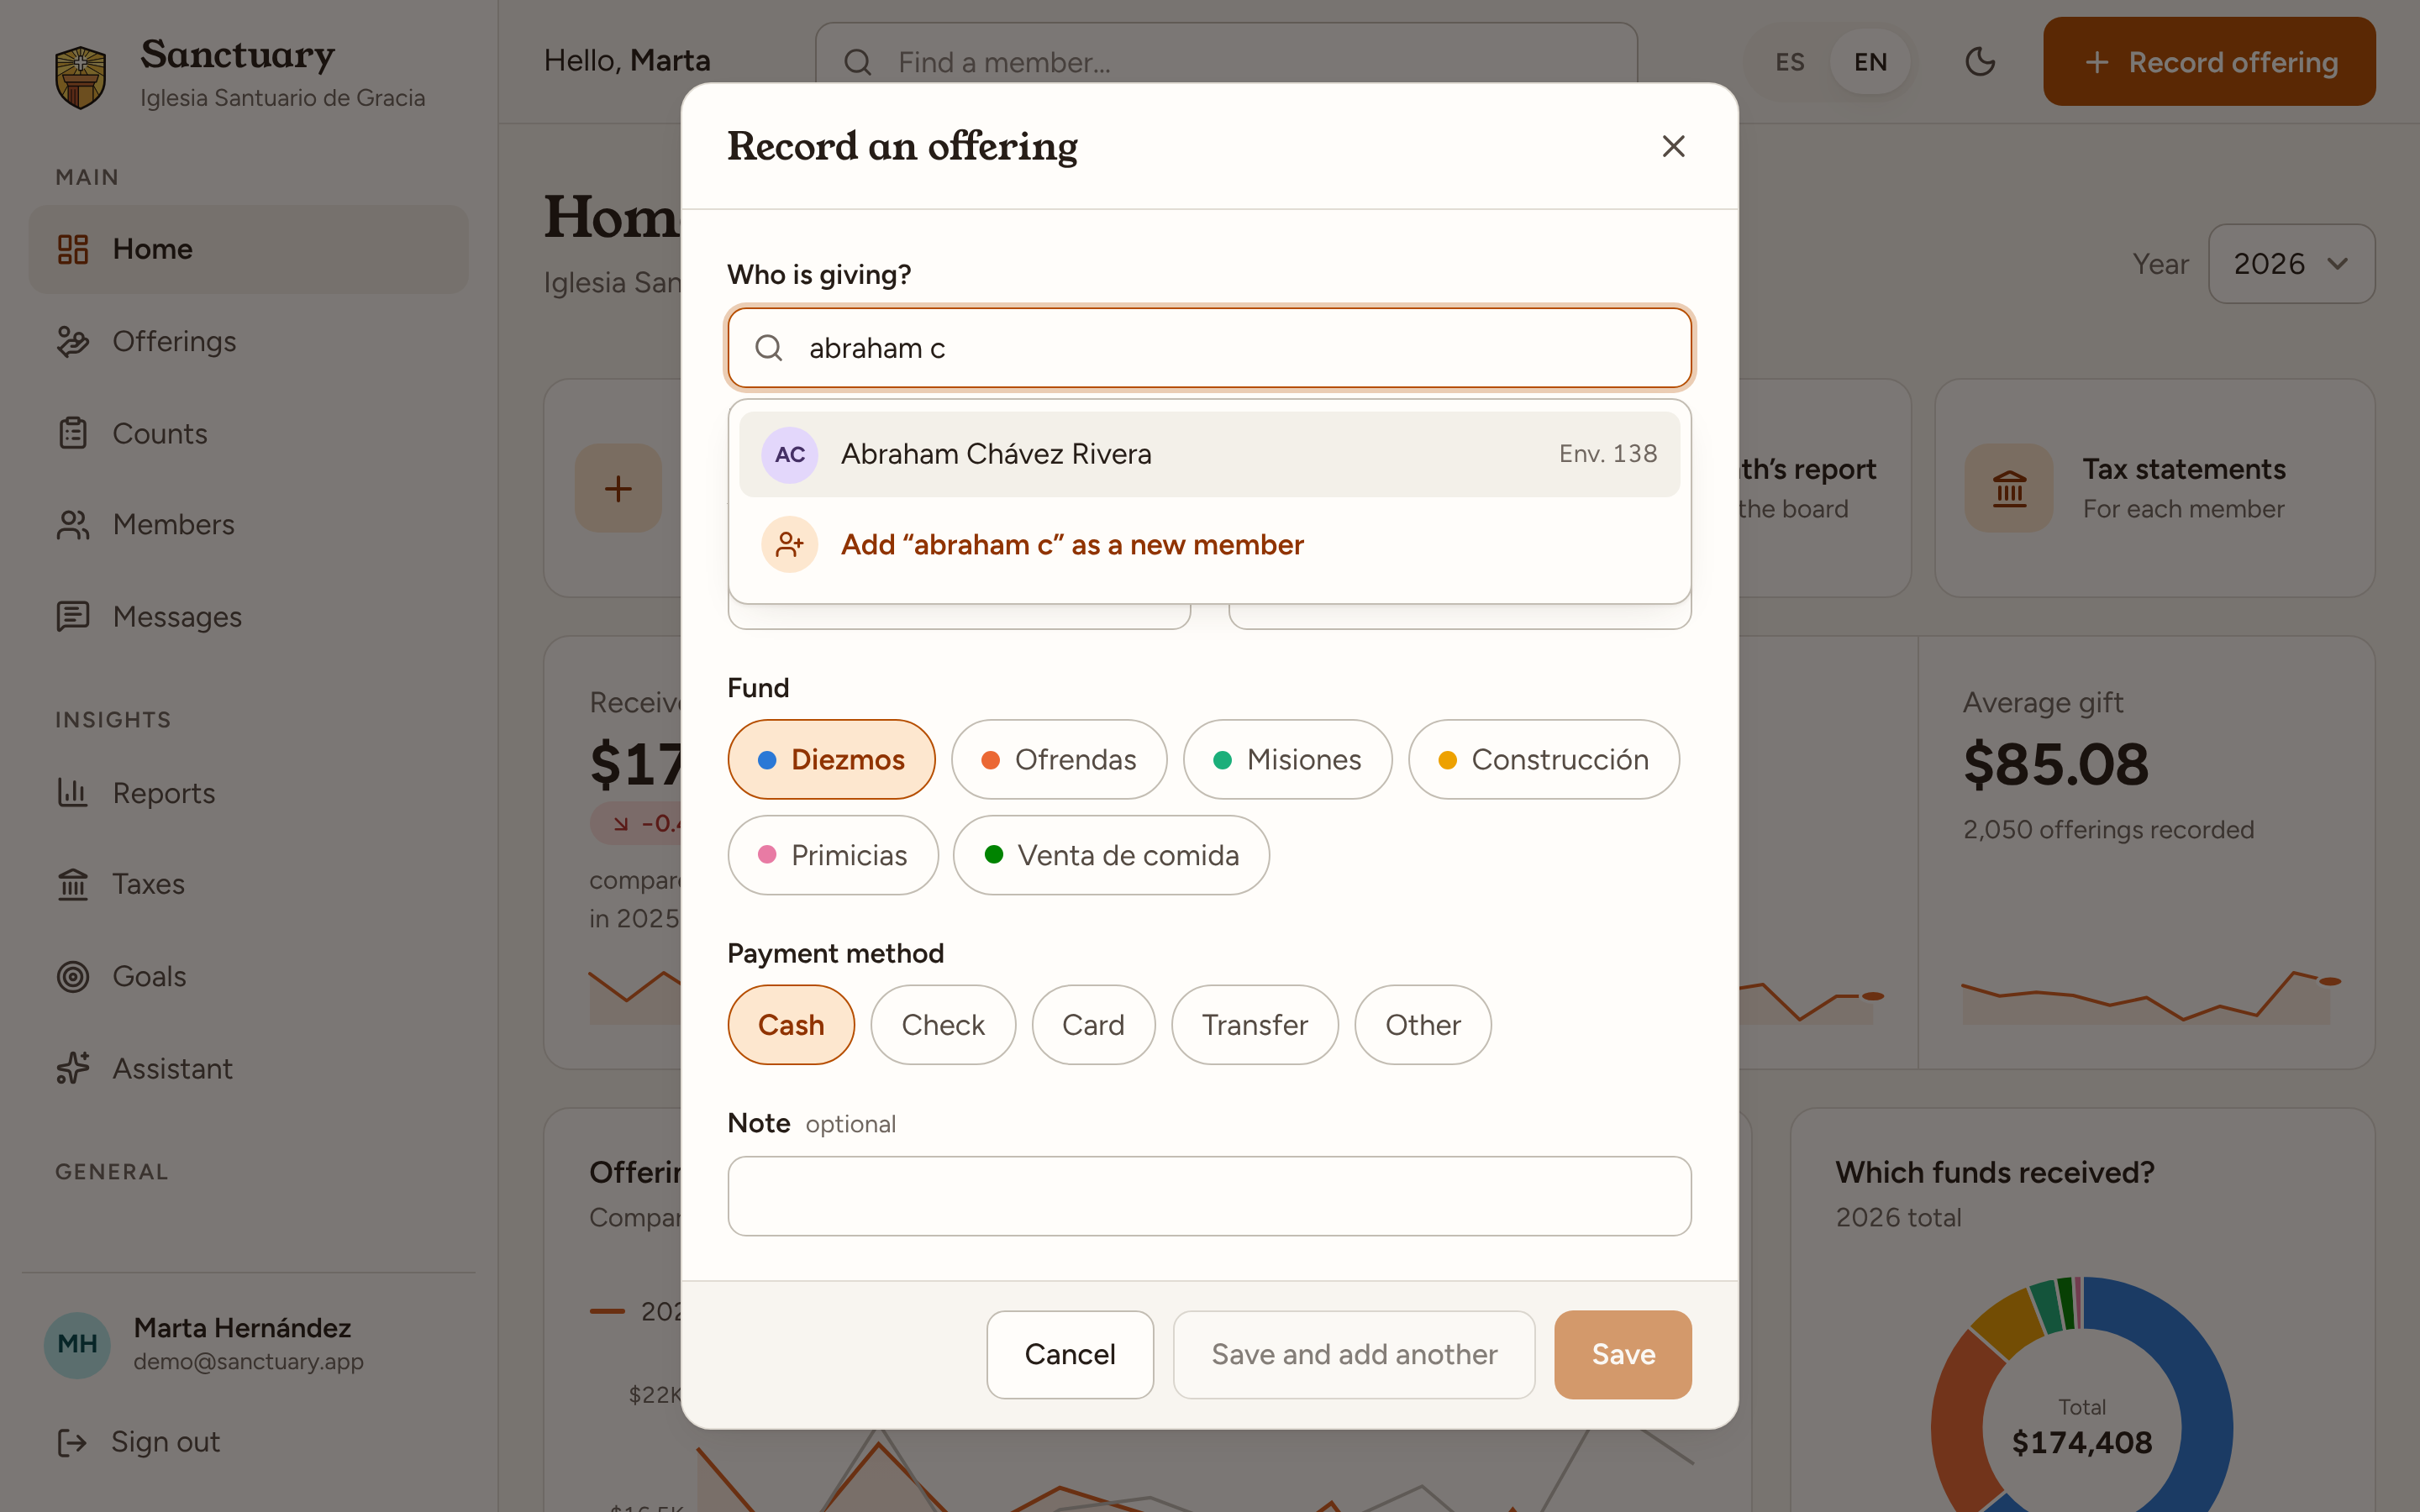 Sanctuary
Iglesia Santuario de Gracia
MAIN
Home
Offerings
Counts
Members
Messages
INSIGHTS
Reports
Taxes
Goals
Assistant
GENERAL
MH
Marta Hernández
demo@sanctuary.app
Sign out
Hello, Marta
Find a member...
ES
EN
+ Record offering
Year
2026
Record an offering
Who is giving?
abraham c
AC
Abraham Chávez Rivera
Env. 138
Add “abraham c” as a new member
Fund
Diezmos
Ofrendas
Misiones
Construcción
Primicias
Venta de comida
Payment method
Cash
Check
Card
Transfer
Other
Note optional
Cancel
Save and add another
Save
report
the board
Tax statements
For each member
in 2025
Average gift
$85.08
2,050 offerings recorded
Which funds received?
2026 total
Total
$174,408